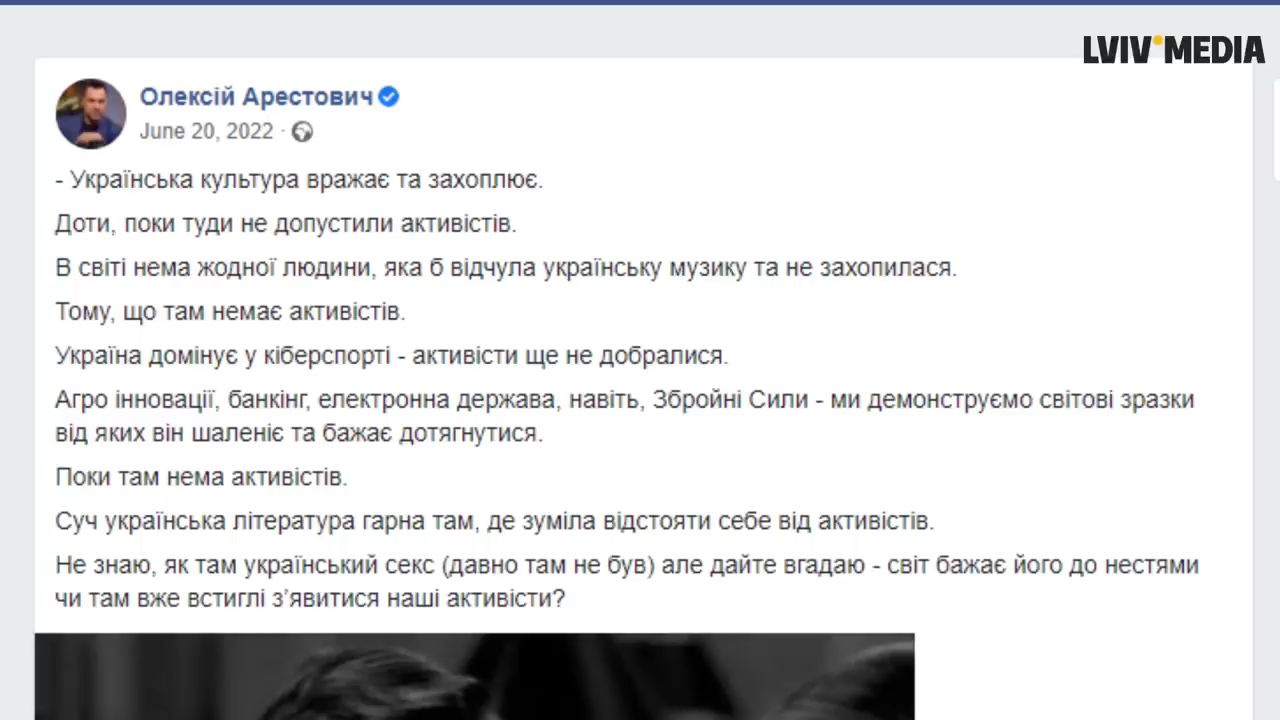 LVIV MEDIA
Олексій Арестович
June 20, 2022 ·
- Українська культура вражає та захоплює.
Доти, поки туди не допустили активістів.
В світі нема жодної людини, яка б відчула українську музику та не захопилася.
Тому, що там немає активістів.
Україна домінує у кіберспорті - активісти ще не добралися.
Агро інновації, банкінг, електронна держава, навіть, Збройні Сили - ми демонструємо світові зразки
від яких він шаленіє та бажає дотягнутися.
Поки там нема активістів.
Суч українська література гарна там, де зуміла відстояти себе від активістів.
Не знаю, як там український секс (давно там не був) але дайте вгадаю - світ бажає його до нестями
чи там вже встиглі з’явитися наші активісти?